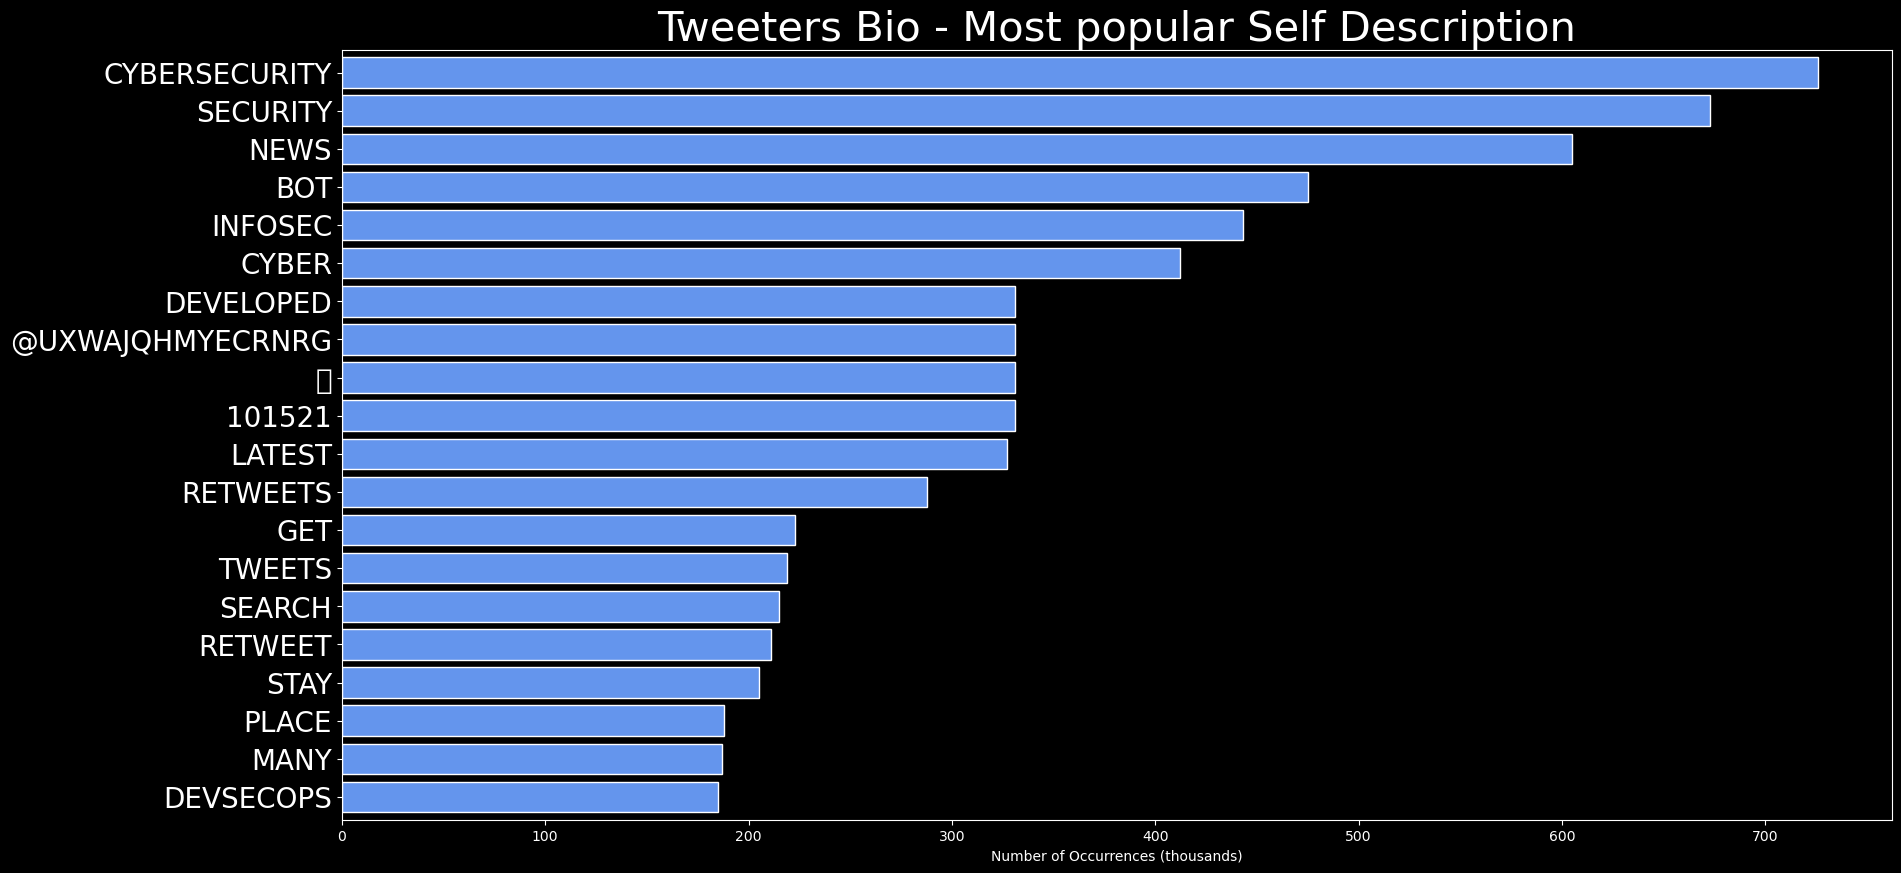 Tweeters Bio - Most popular Self Description
CYBERSECURITY
SECURITY
NEWS
BOT
INFOSEC
CYBER
DEVELOPED
@UXWAJQHMYECRNRG
101521
LATEST
RETWEETS
GET
TWEETS
SEARCH
RETWEET
STAY
PLACE
MANY
DEVSECOPS
0 100 200 300 400 500 600 700
Number of Occurrences (thousands)